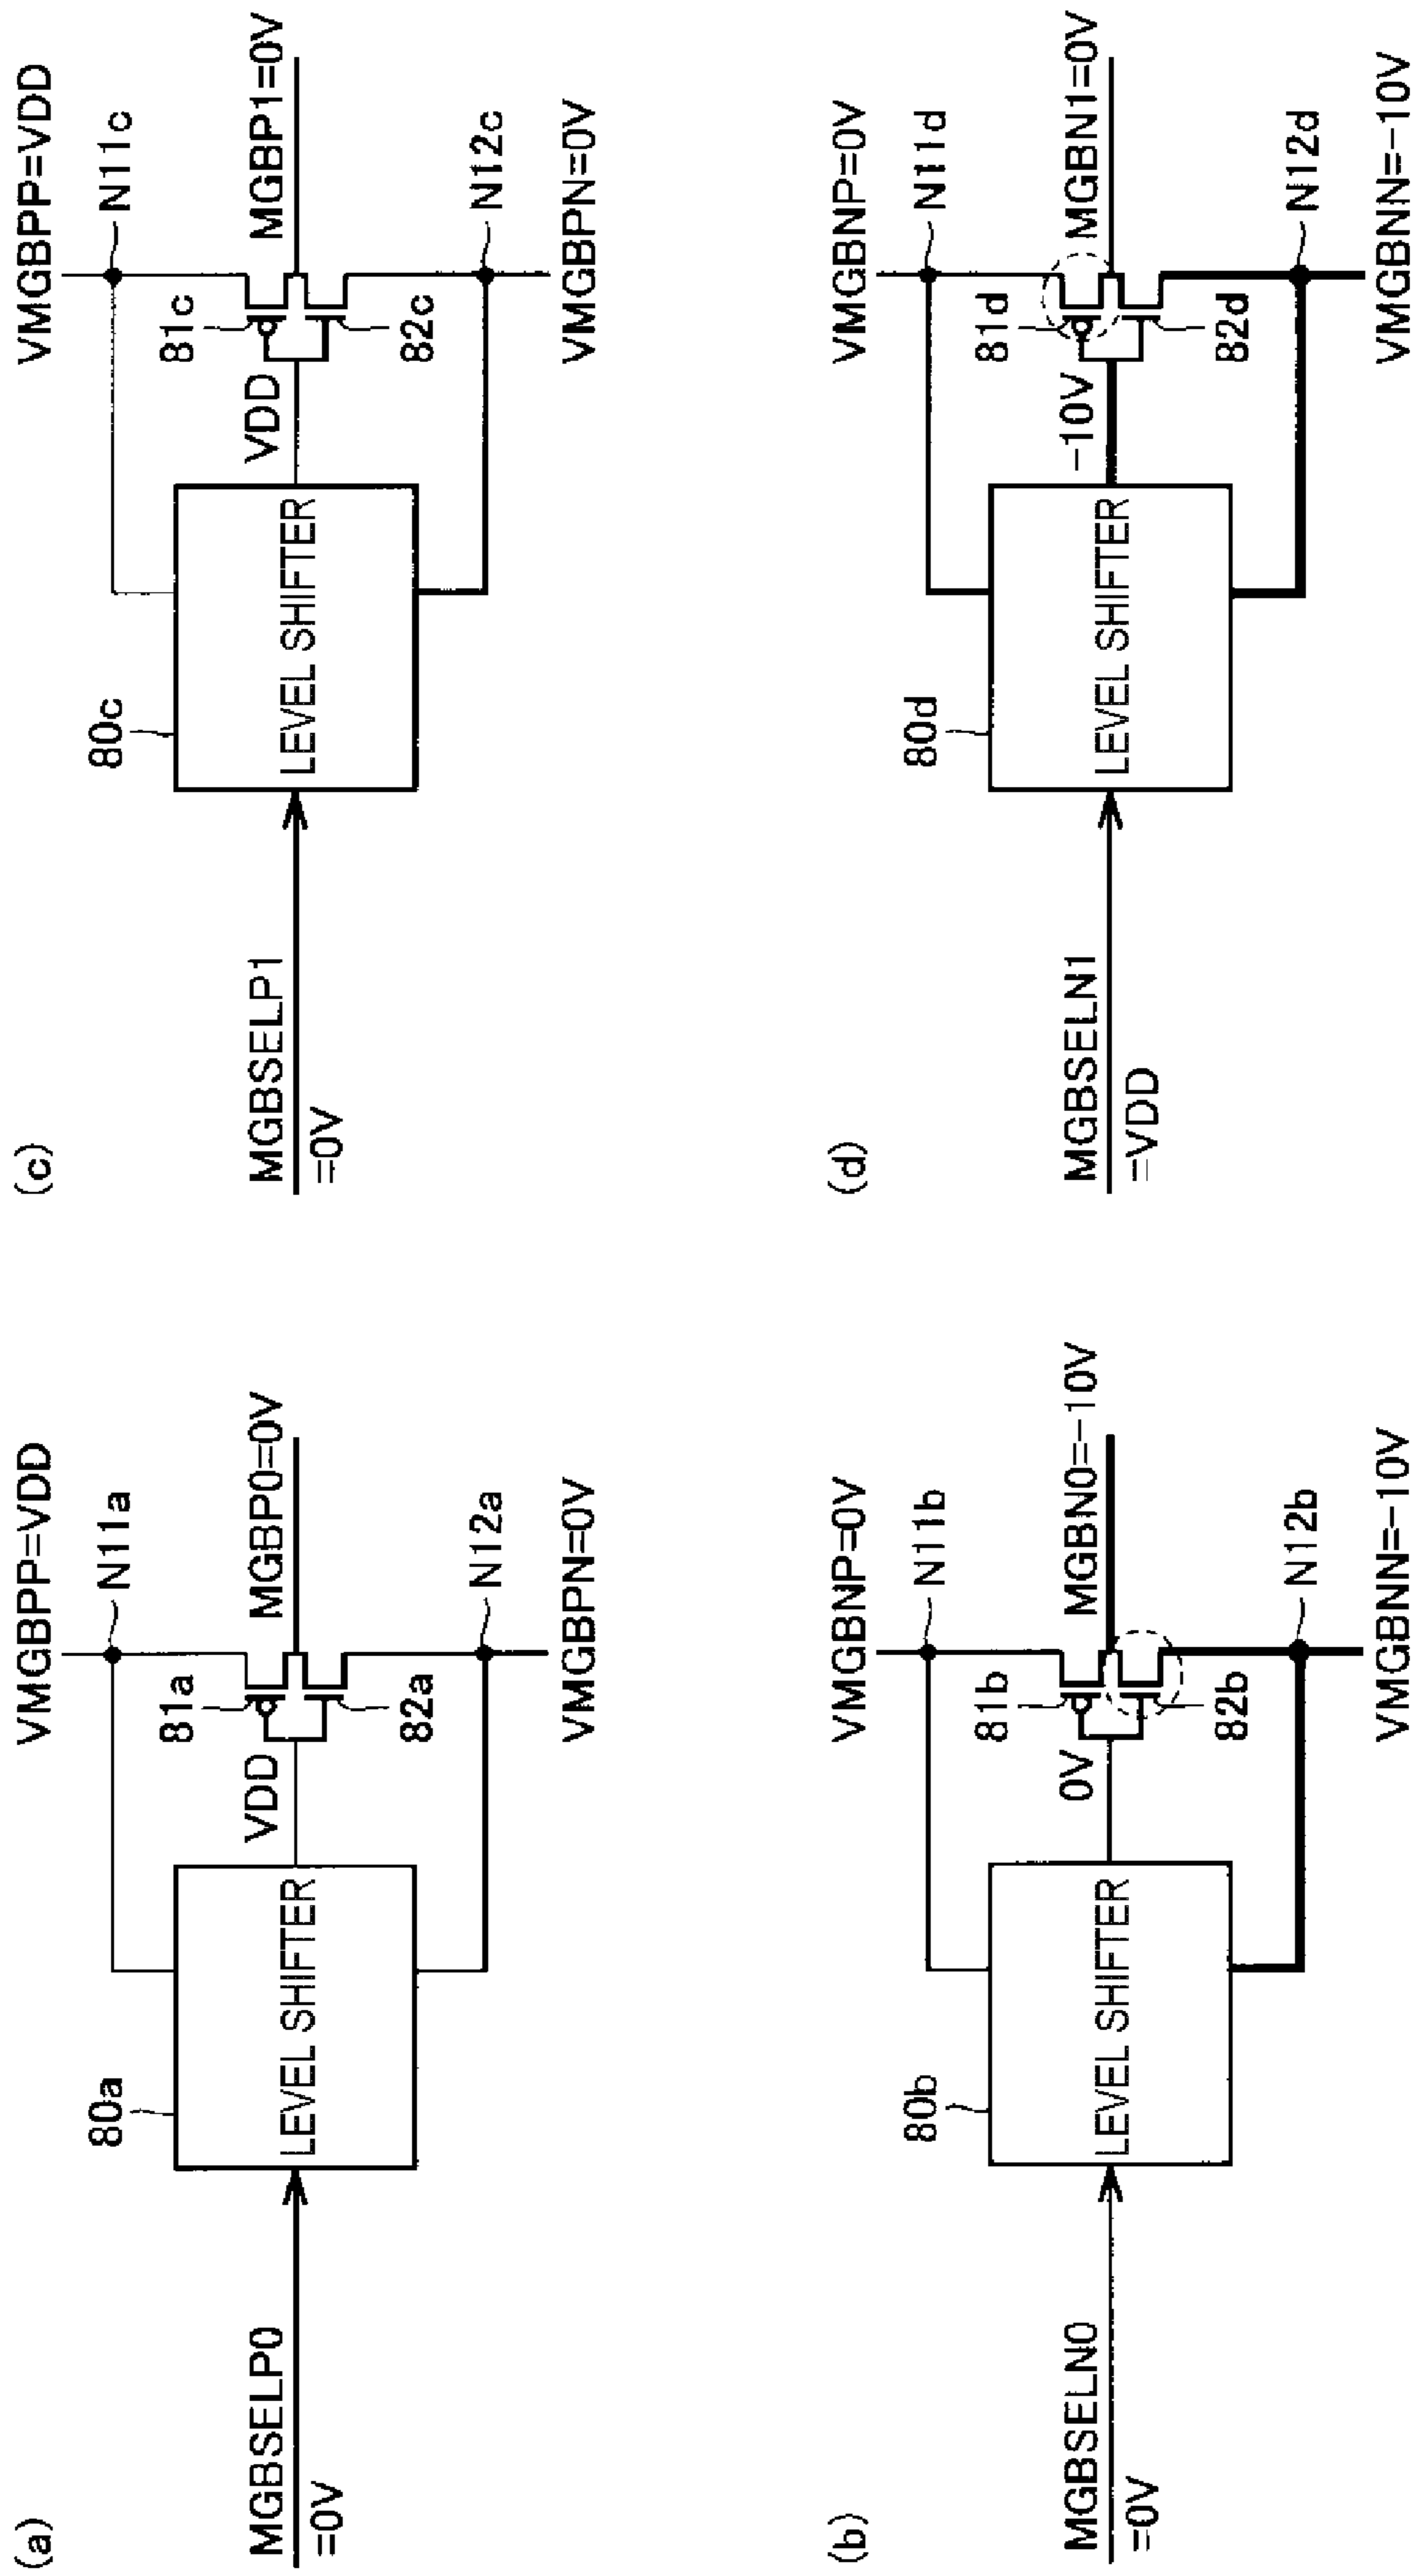 (a)
VMGBPP=VDD
N11a
81a
VDD
MGBP0=0V
80a
LEVEL SHIFTER
MGBSELP0
=0V
82a
N12a
VMGBPN=0V
(b)
VMGBNP=0V
N11b
81b
0V
MGBN0=-10V
80b
LEVEL SHIFTER
MGBSELN0
=0V
82b
N12b
VMGBNN=-10V
(c)
VMGBPP=VDD
N11c
81c
VDD
MGBP1=0V
80c
LEVEL SHIFTER
MGBSELP1
=0V
82c
N12c
VMGBPN=0V
(d)
VMGBNP=0V
N11d
81d
-10V
MGBN1=0V
80d
LEVEL SHIFTER
MGBSELN1
=VDD
82d
N12d
VMGBNN=-10V